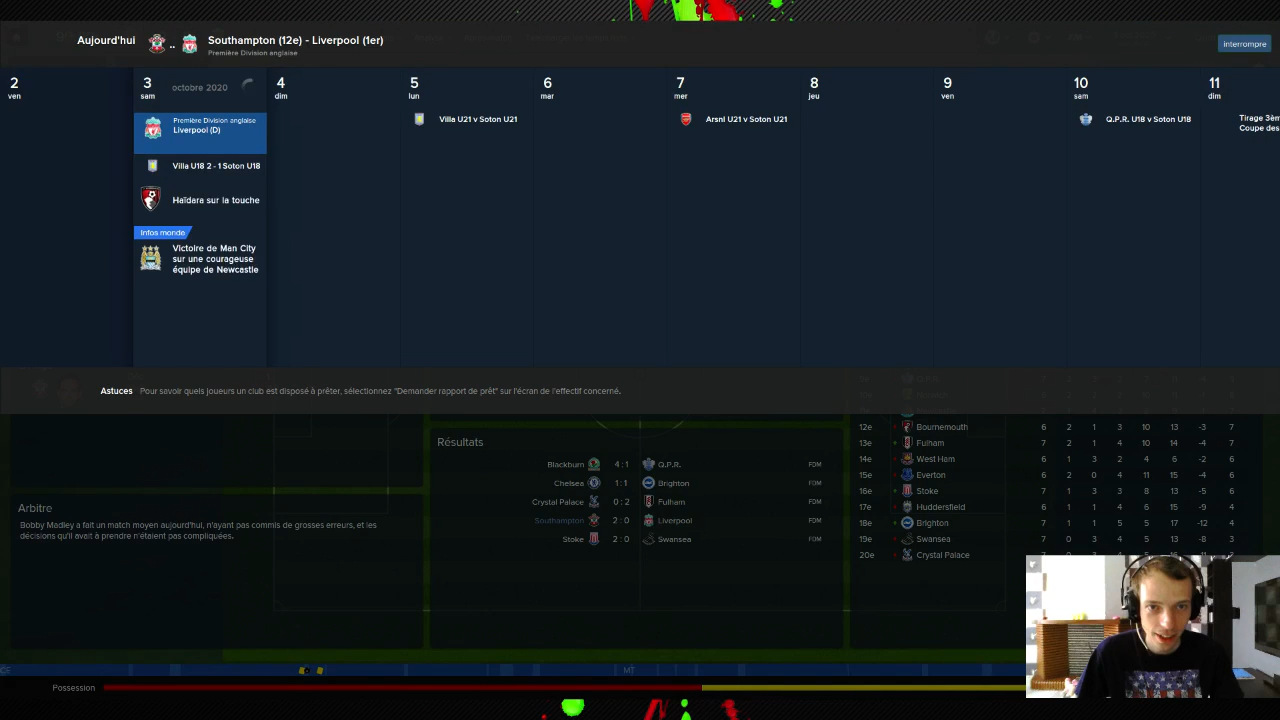 Aujourd'hui
Southampton (12e) - Liverpool (1er)
Première Division anglaise
interrompre
2
ven
3
sam
octobre 2020
4
dim
5
lun
6
mar
7
mer
8
jeu
9
ven
10
sam
11
dim
Première Division anglaise
Liverpool (D)
Villa U18 2 - 1 Soton U18
Haïdara sur la touche
Infos monde
Victoire de Man City
sur une courageuse
équipe de Newcastle
Villa U21 v Soton U21
Arsnl U21 v Soton U21
Q.P.R. U18 v Soton U18
Tirage 3èm
Coupe des
Astuces Pour savoir quels joueurs un club est disposé à prêter, sélectionnez "Demander rapport de prêt" sur l'écran de l'effectif concerné.
Résultats
Blackburn 4:1 Q.P.R. FDM
Chelsea 1:1 Brighton FDM
Crystal Palace 0:2 Fulham FDM
Southampton 2:0 Liverpool FDM
Stoke 2:0 Swansea FDM
12e Bournemouth 6 2 1 3 10 13 -3 7
13e Fulham 7 2 1 4 10 14 -4 7
14e West Ham 6 1 3 2 4 6 -2 6
15e Everton 6 2 0 4 11 15 -4 6
16e Stoke 7 1 3 3 8 13 -5 6
17e Huddersfield 6 1 1 4 6 15 -9 4
18e Brighton 7 1 1 5 5 17 -12 4
19e Swansea 7 0 3 4 5 13 -8 3
20e Crystal Palace
Arbitre
Bobby Madley a fait un match moyen aujourd'hui, n'ayant pas commis de grosses erreurs, et les
décisions qu'il avait à prendre n'étaient pas compliquées.
MT
Possession